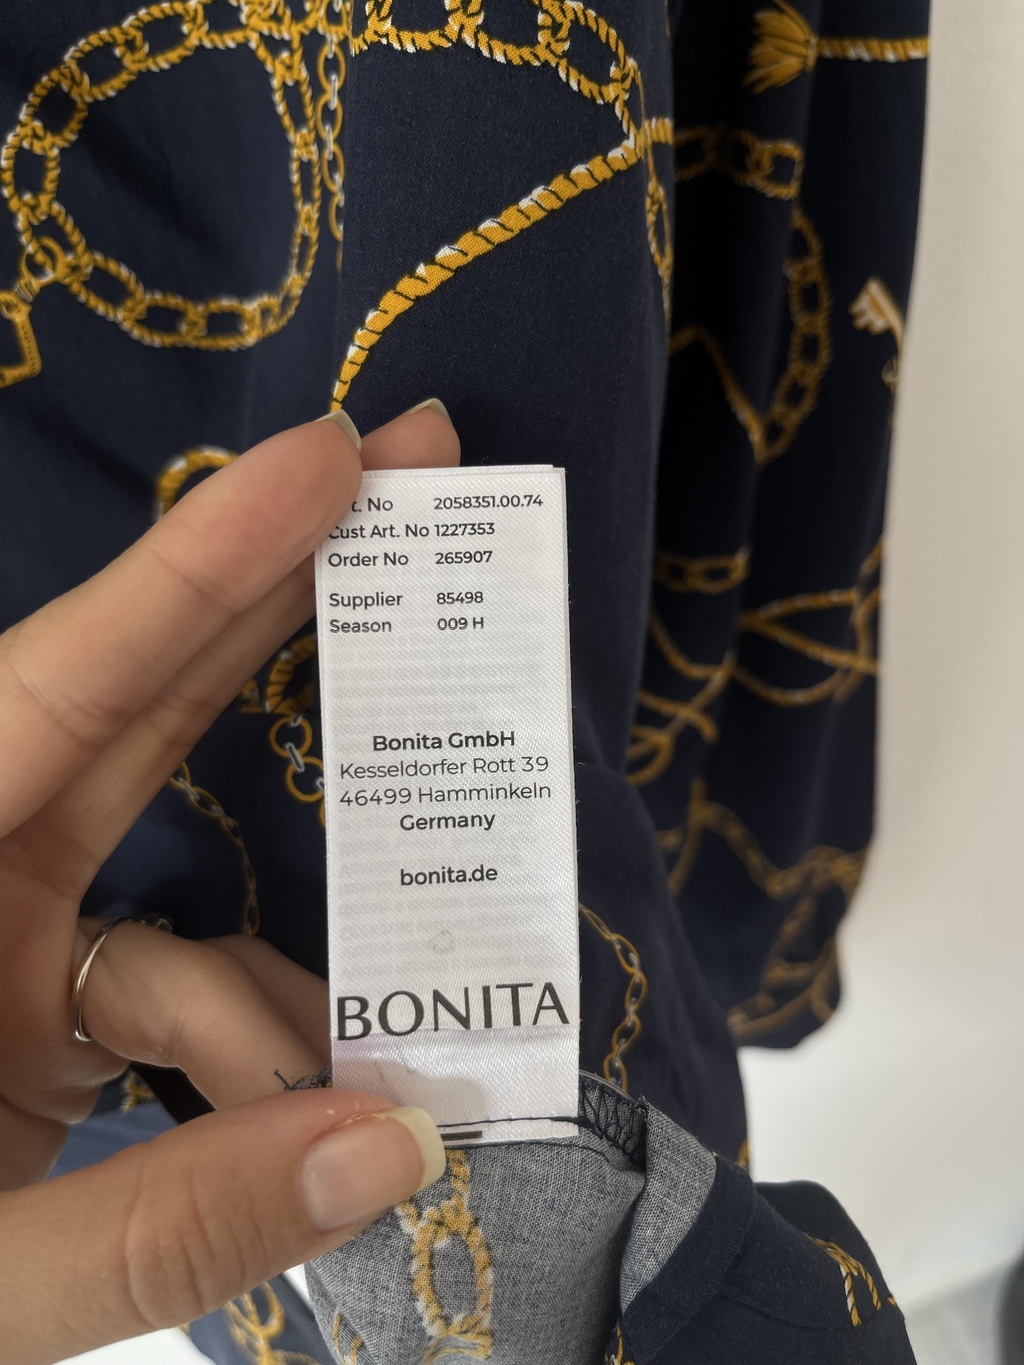 t. No 2058351.00.74
Cust Art. No 1227353
Order No 265907
Supplier 85498
Season 009 H
Bonita GmbH
Kesseldorfer Rott 39
46499 Hamminkeln
Germany
bonita.de
BONITA